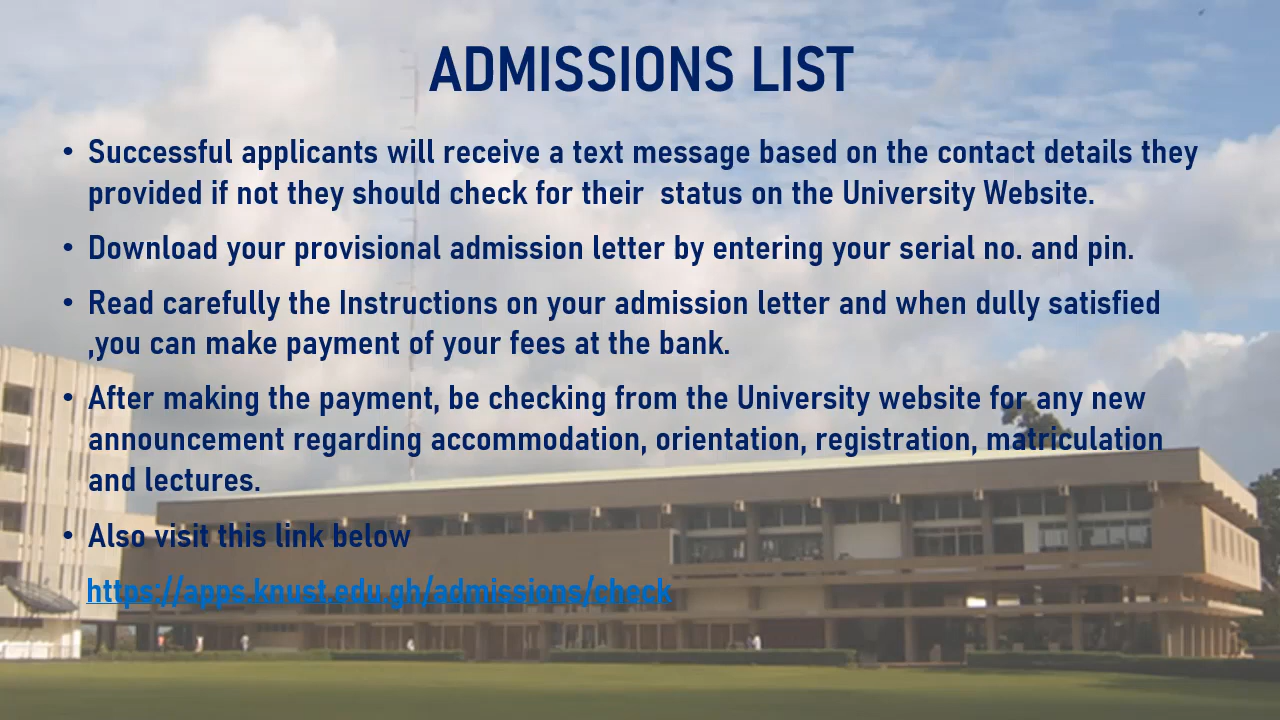 ADMISSIONS LIST
• Successful applicants will receive a text message based on the contact details they
provided if not they should check for their  status on the University Website.
• Download your provisional admission letter by entering your serial no. and pin.
• Read carefully the Instructions on your admission letter and when dully satisfied
,you can make payment of your fees at the bank.
• After making the payment, be checking from the University website for any new
announcement regarding accommodation, orientation, registration, matriculation
and lectures.
• Also visit this link below
https://apps.knust.edu.gh/admissions/check